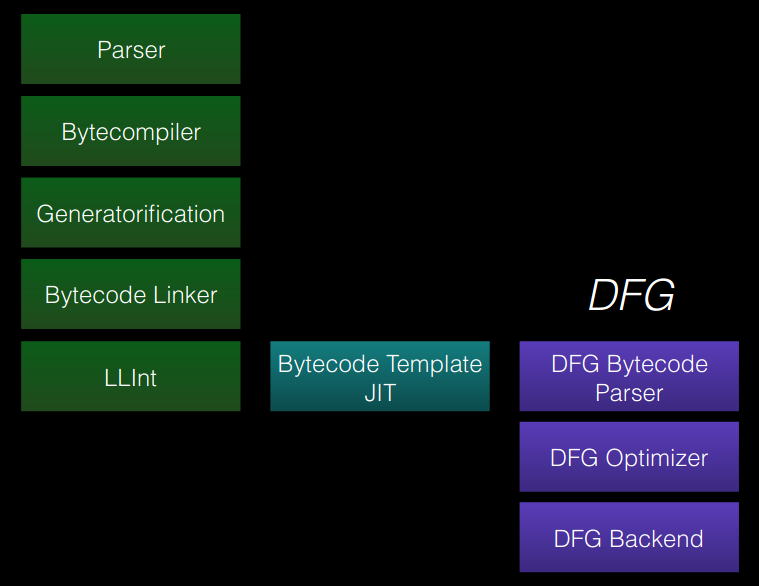 Parser
Bytecompiler
Generatorification
Bytecode Linker
LLInt
Bytecode Template
JIT
DFG
DFG Bytecode
Parser
DFG Optimizer
DFG Backend